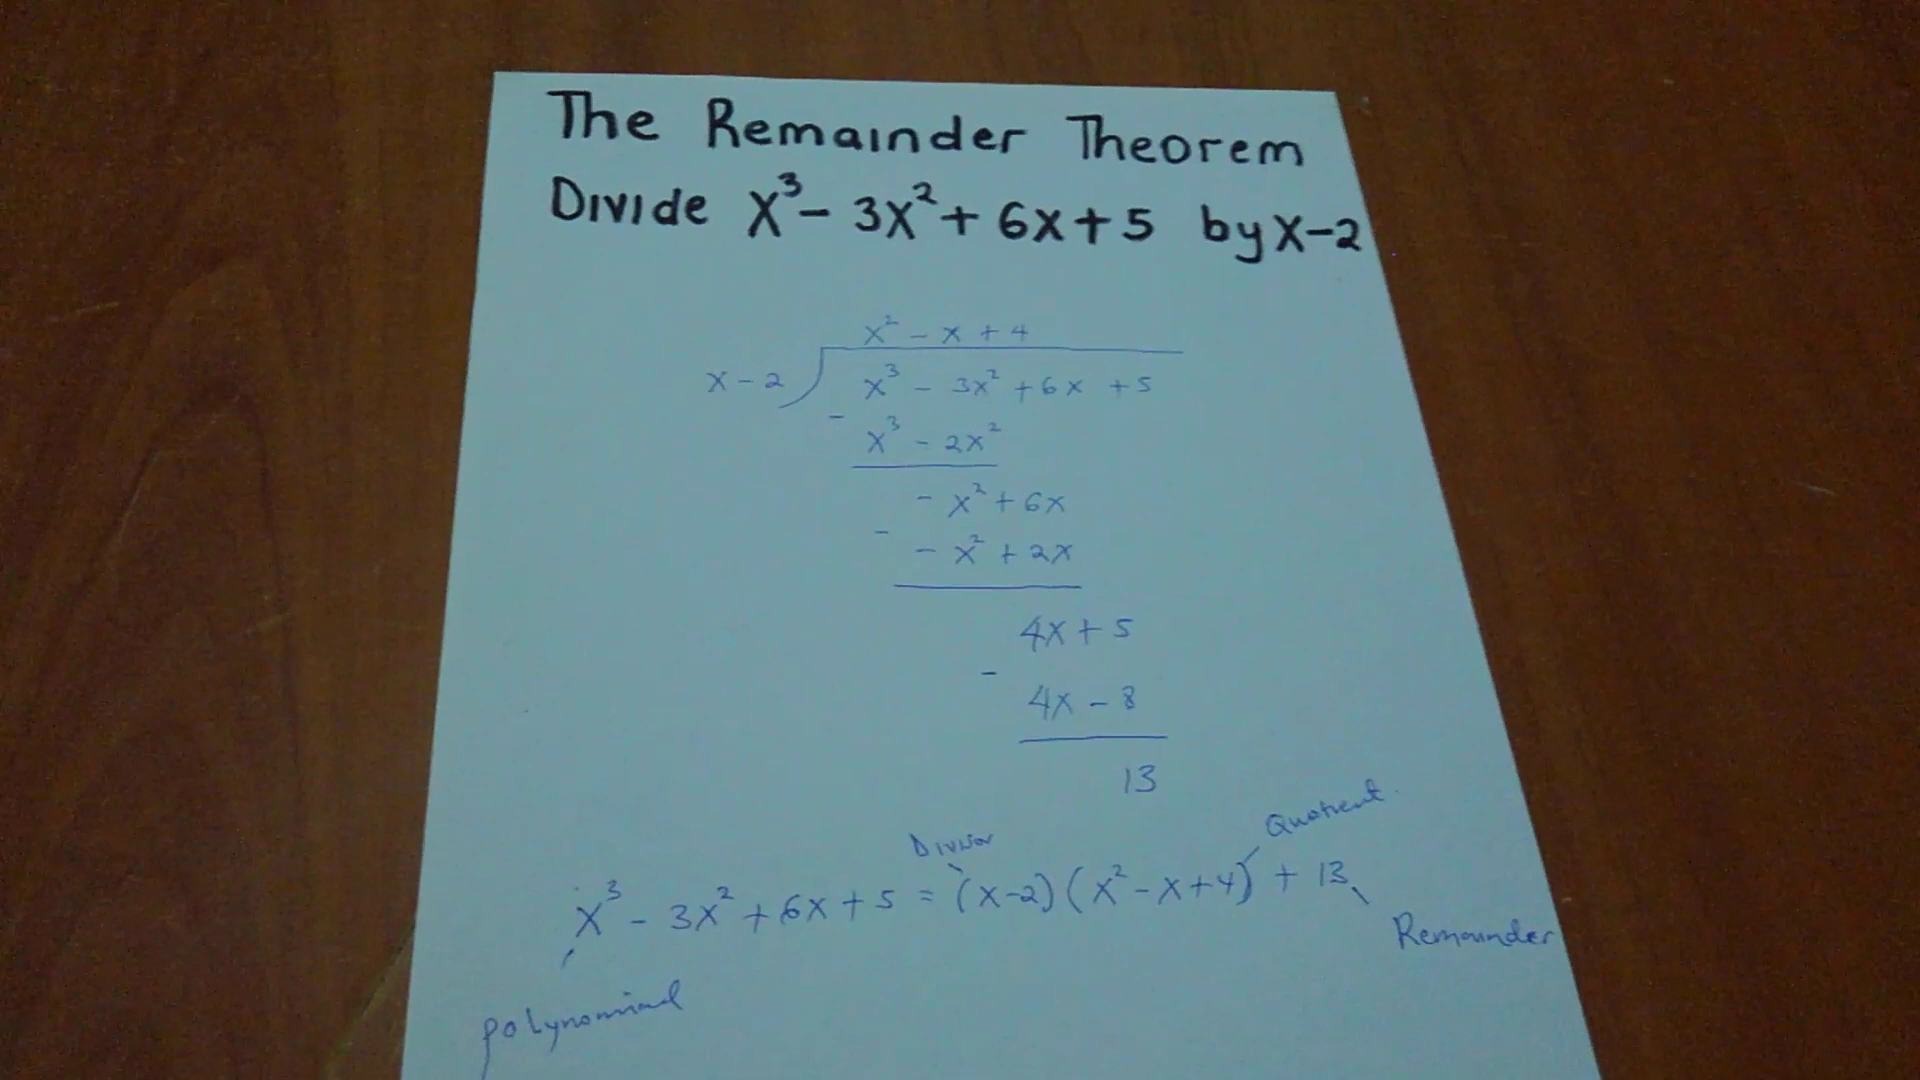 The Remainder Theorem
Divide x³ - 3x² + 6x + 5 by x-2
x² - x + 4
x - 2 x³ - 3x² + 6x + 5
- x³ - 2x²
- x² + 6x
- - x² + 2x
4x + 5
- 4x - 8
13
Divisor Quotient
x³ - 3x² + 6x + 5 = (x-2) (x² - x + 4) + 13
Remainder
polynomial